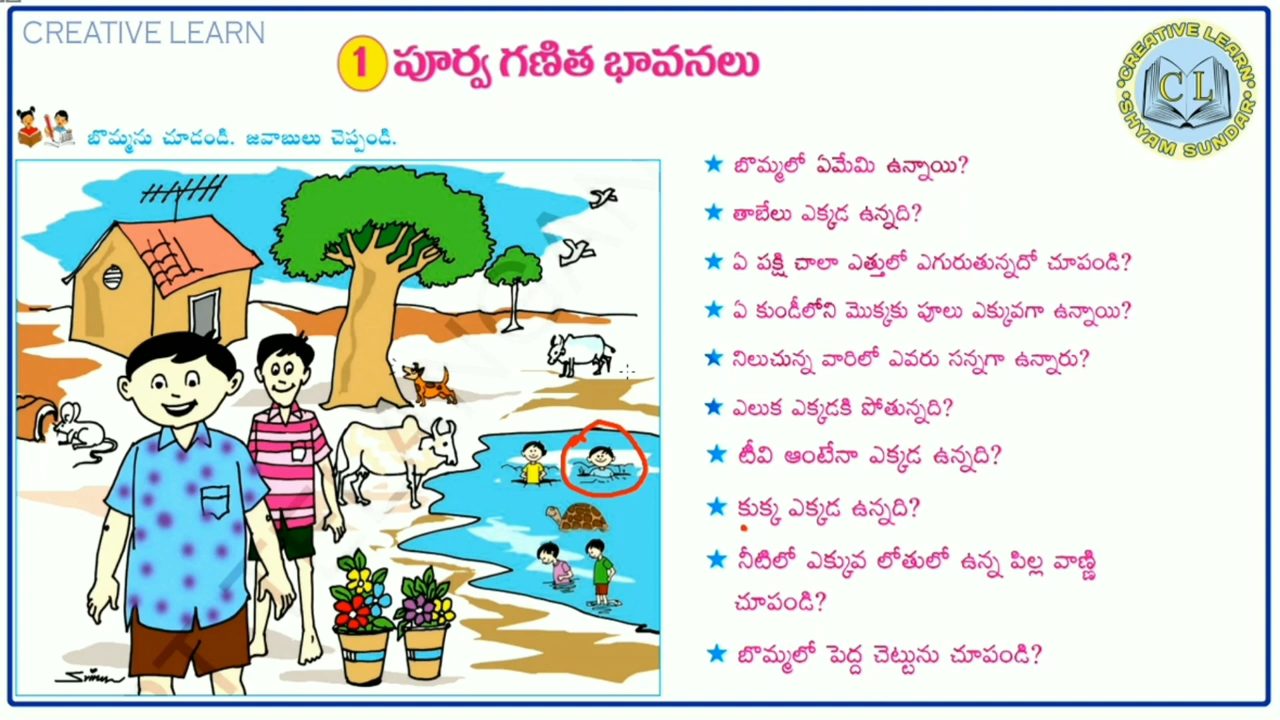 CREATIVE LEARN
1 పూర్వ గణిత భావనలు
CREATIVE LEARN
CL
SHYAM SUNDAR
బొమ్మను చూడండి. జవాబులు చెప్పండి.
★ బొమ్మలో ఏమేమి ఉన్నాయి?
★ తాబేలు ఎక్కడ ఉన్నది?
★ ఏ పక్షి చాలా ఎత్తులో ఎగురుతున్నదో చూపండి?
★ ఏ కుండీలోని మొక్కకు పూలు ఎక్కువగా ఉన్నాయి?
★ నిలుచున్న వారిలో ఎవరు సన్నగా ఉన్నారు?
★ ఎలుక ఎక్కడకి పోతున్నది?
★ టీవి ఆంటేనా ఎక్కడ ఉన్నది?
★ కుక్క ఎక్కడ ఉన్నది?
★ నీటిలో ఎక్కువ లోతులో ఉన్న పిల్ల వాణ్ణి
చూపండి?
★ బొమ్మలో పెద్ద చెట్టును చూపండి?